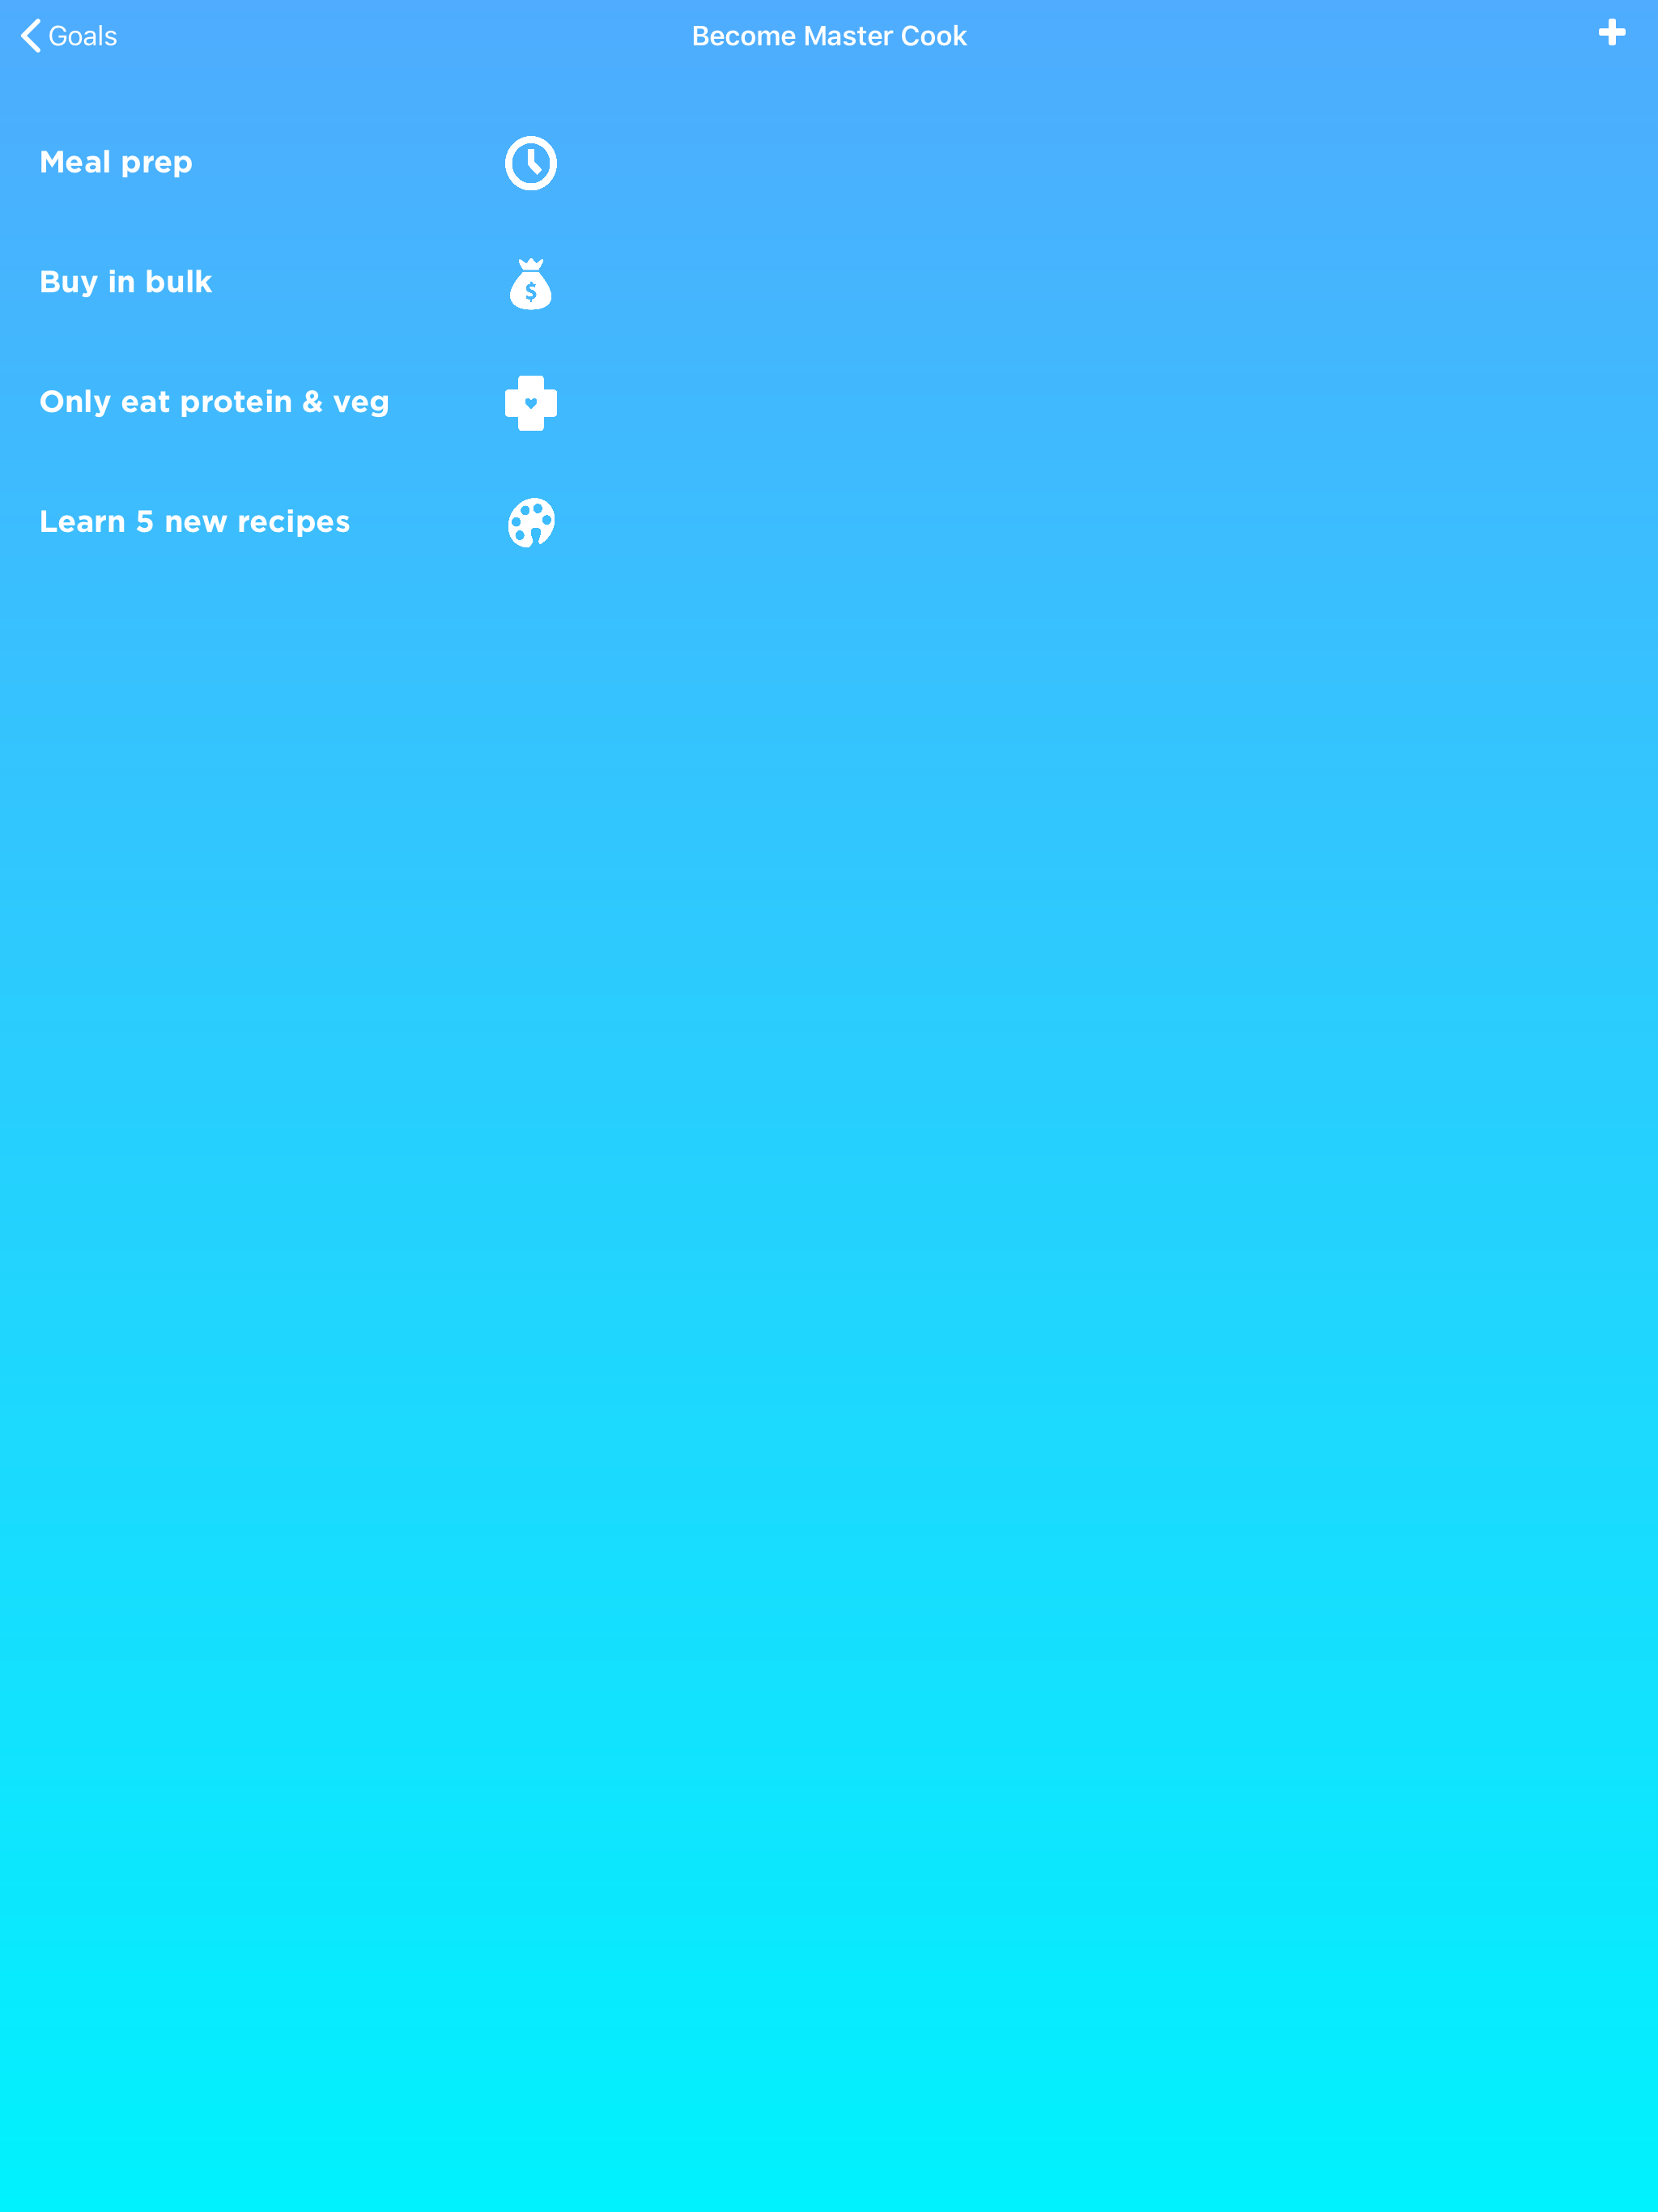 Goals
Become Master Cook
Meal prep
Buy in bulk
$
Only eat protein & veg
Learn 5 new recipes